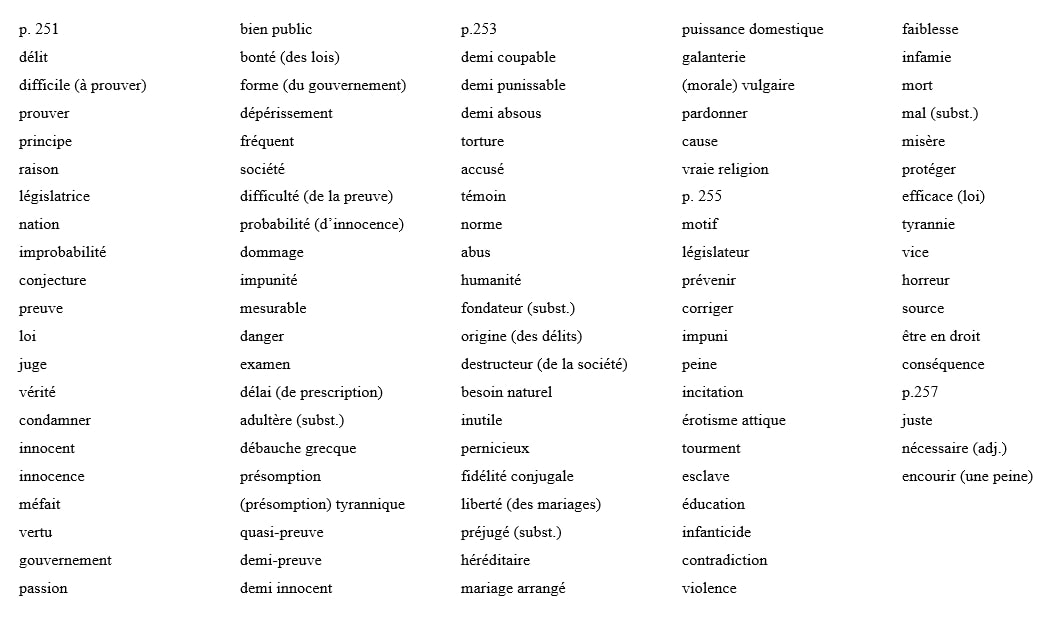 p. 251
délit
difficile (à prouver)
prouver
principe
raison
législatrice
nation
improbabilité
conjecture
preuve
loi
juge
vérité
condamner
innocent
innocence
méfait
vertu
gouvernement
passion
bien public
bonté (des lois)
forme (du gouvernement)
dépérissement
fréquent
société
difficulté (de la preuve)
probabilité (d’innocence)
dommage
impunité
mesurable
danger
examen
délai (de prescription)
adultère (subst.)
débauche grecque
présomption
(présomption) tyrannique
quasi-preuve
demi-preuve
demi innocent
p.253
demi coupable
demi punissable
demi absous
torture
accusé
témoin
norme
abus
humanité
fondateur (subst.)
origine (des délits)
destructeur (de la société)
besoin naturel
inutile
pernicieux
fidélité conjugale
liberté (des mariages)
préjugé (subst.)
héréditaire
mariage arrangé
puissance domestique
galanterie
(morale) vulgaire
pardonner
cause
vraie religion
p. 255
motif
législateur
prévenir
corriger
impuni
peine
incitation
érotisme attique
tourment
esclave
éducation
infanticide
contradiction
violence
faiblesse
infamie
mort
mal (subst.)
misère
protéger
efficace (loi)
tyrannie
vice
horreur
source
être en droit
conséquence
p.257
juste
nécessaire (adj.)
encourir (une peine)